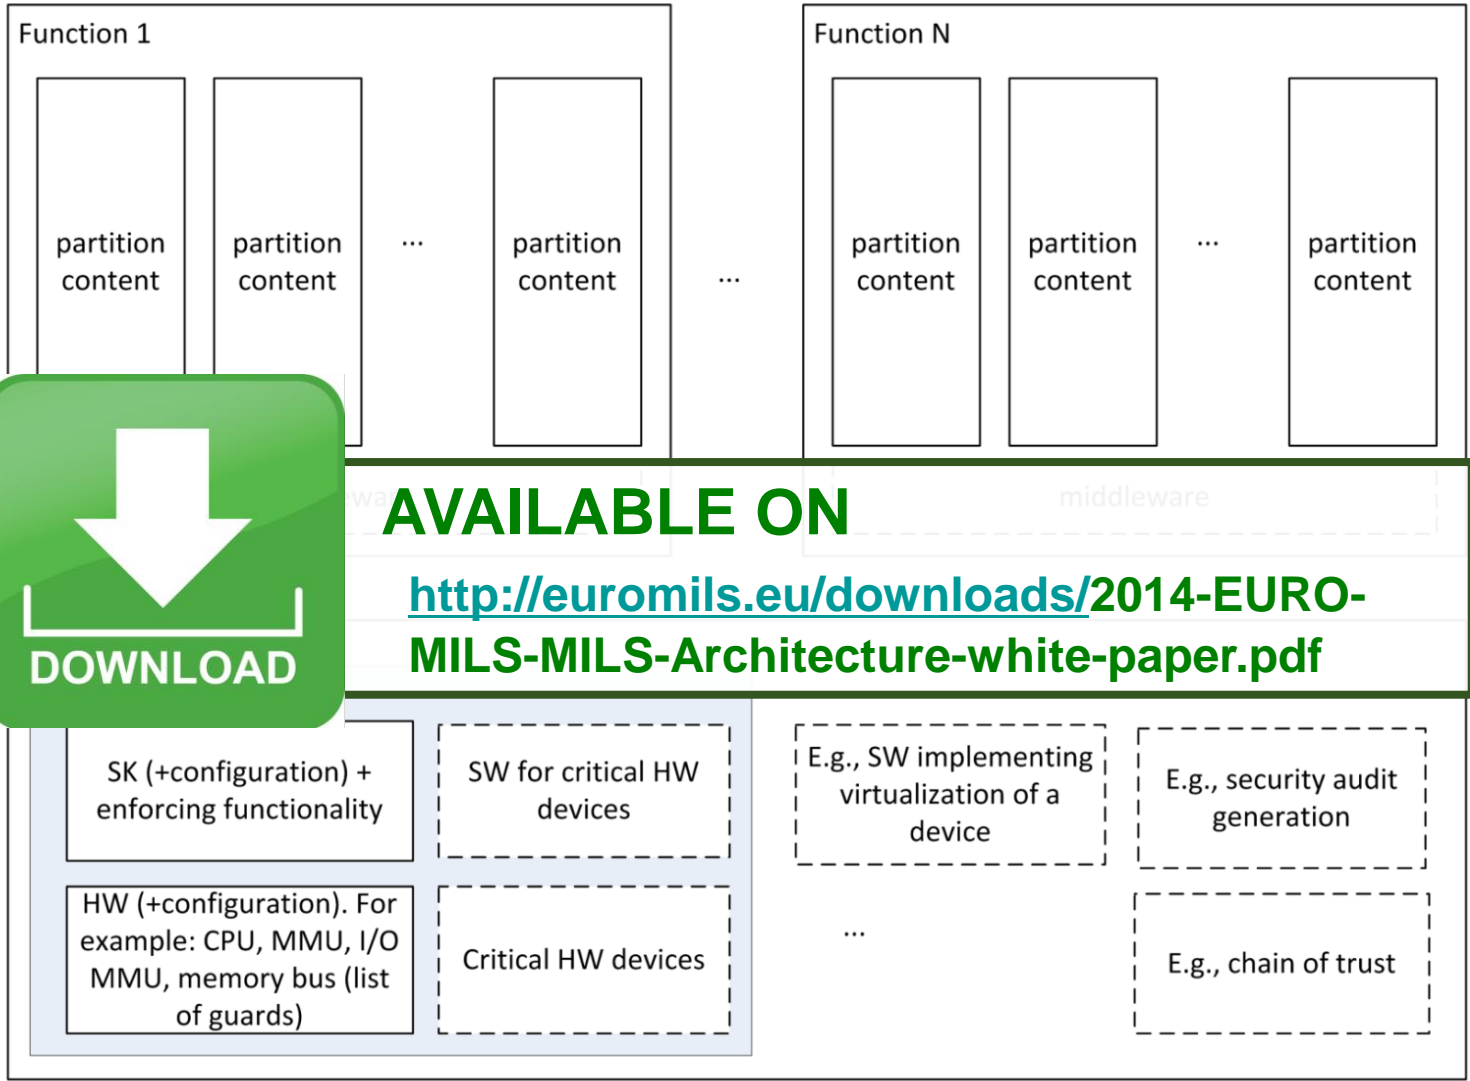 Function 1
Function N
partition
content
partition
content
...
partition
content
...
partition
content
partition
content
...
partition
content
middleware
AVAILABLE ON
http://euromils.eu/downloads/2014-EURO-
MILS-MILS-Architecture-white-paper.pdf
DOWNLOAD
SK (+configuration) +
enforcing functionality
SW for critical HW
devices
E.g., SW implementing
virtualization of a
device
E.g., security audit
generation
HW (+configuration). For
example: CPU, MMU, I/O
MMU, memory bus (list
of guards)
Critical HW devices
...
E.g., chain of trust